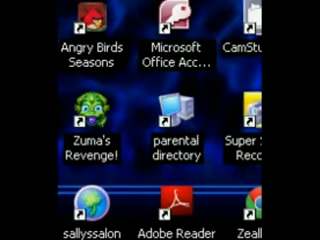 Angry Birds
Seasons
Microsoft
Office Acc...
CamStu
Zuma's
Revenge!
parental
directory
Super
Reco
sallyssalon
Adobe Reader
Zeal